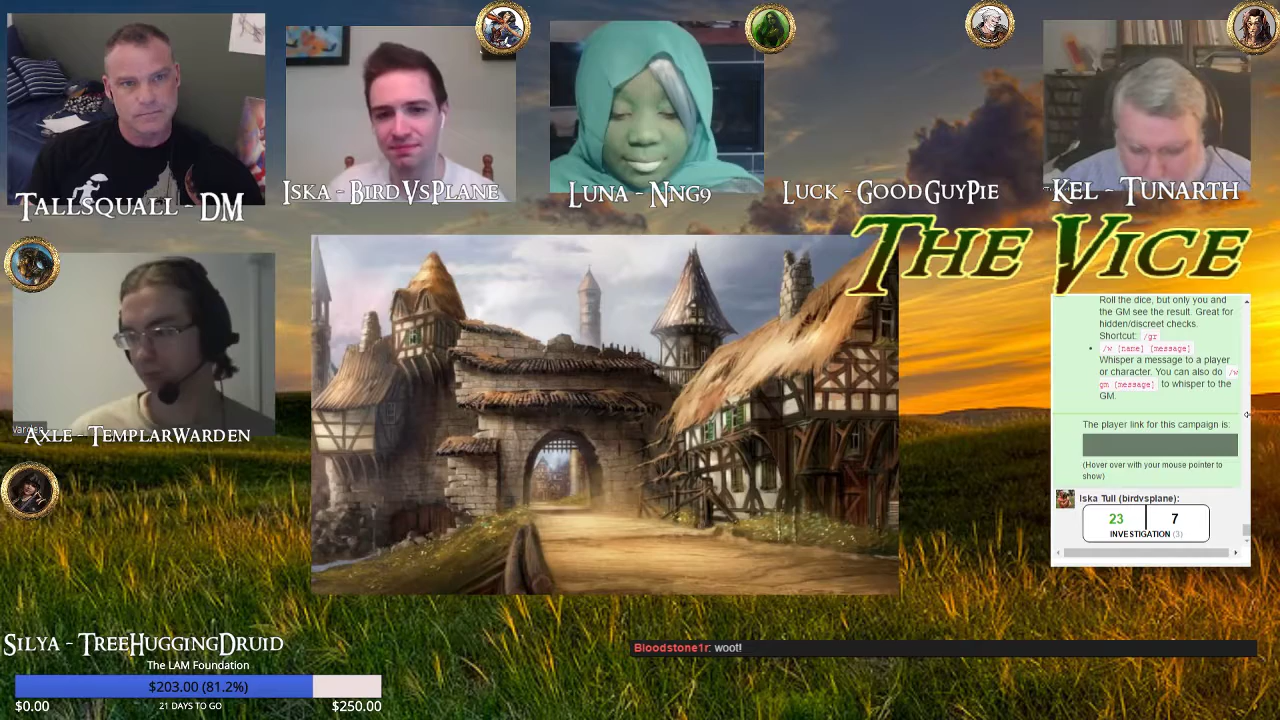 Tallsquall - DM
Iska - BirdVsPlane
Luna - Nng9
Luck - GoodGuyPie
Kel - Tunarth
The Vice
Varden
Axle - TemplarWarden
Roll the dice, but only you and
the GM see the result. Great for
hidden/discreet checks.
Shortcut: /gr
• /w [name] [message]
Whisper a message to a player
or character. You can also do /w
gm [message] to whisper to the
GM.
The player link for this campaign is:
(Hover over with your mouse pointer to
show)
Iska Tull (birdvsplane):
23 7
INVESTIGATION (3)
Silya - TreeHuggingDruid
The LAM Foundation
$203.00 (81.2%)
$0.00 21 DAYS TO GO $250.00
Bloodstone1r: woot!